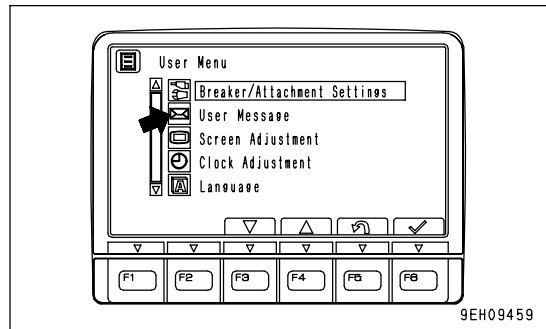 User Menu
Breaker/Attachment Settings
User Message
Screen Adjustment
Clock Adjustment
A Language
F1 F2 F3 F4 F5 F6
9EH09459